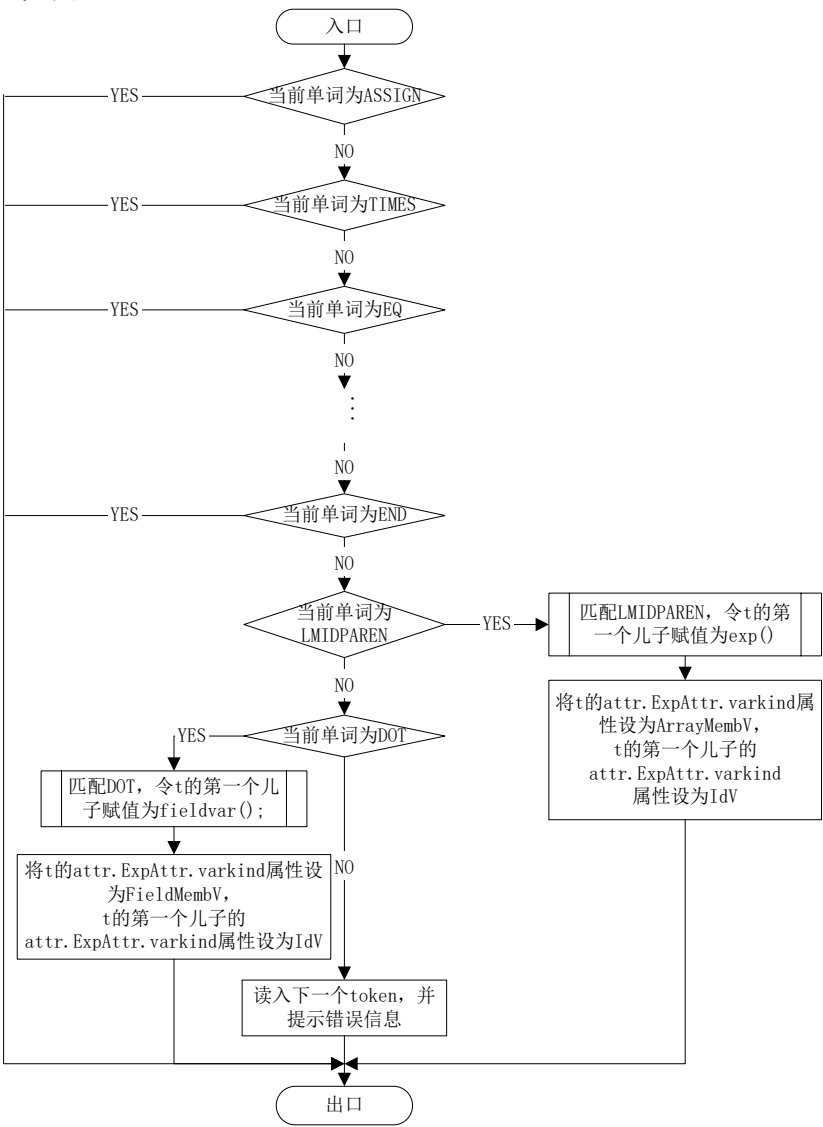 入口
当前单词为ASSIGN
YES
NO
当前单词为TIMES
YES
NO
当前单词为EQ
YES
NO
⋮
NO
当前单词为END
YES
NO
当前单词为
LMIDPAREN
YES
匹配LMIDPAREN，令t的第
一个儿子赋值为exp()
将t的attr.ExpAttr.varkind属
性设为ArrayMembV，
t的第一个儿子的
attr.ExpAttr.varkind
属性设为IdV
NO
当前单词为DOT
YES
匹配DOT，令t的第一个儿
子赋值为fieldvar();
将t的attr.ExpAttr.varkind属性设
为FieldMembV，
t的第一个儿子的
attr.ExpAttr.varkind属性设为IdV
NO
读入下一个token，并
提示错误信息
出口